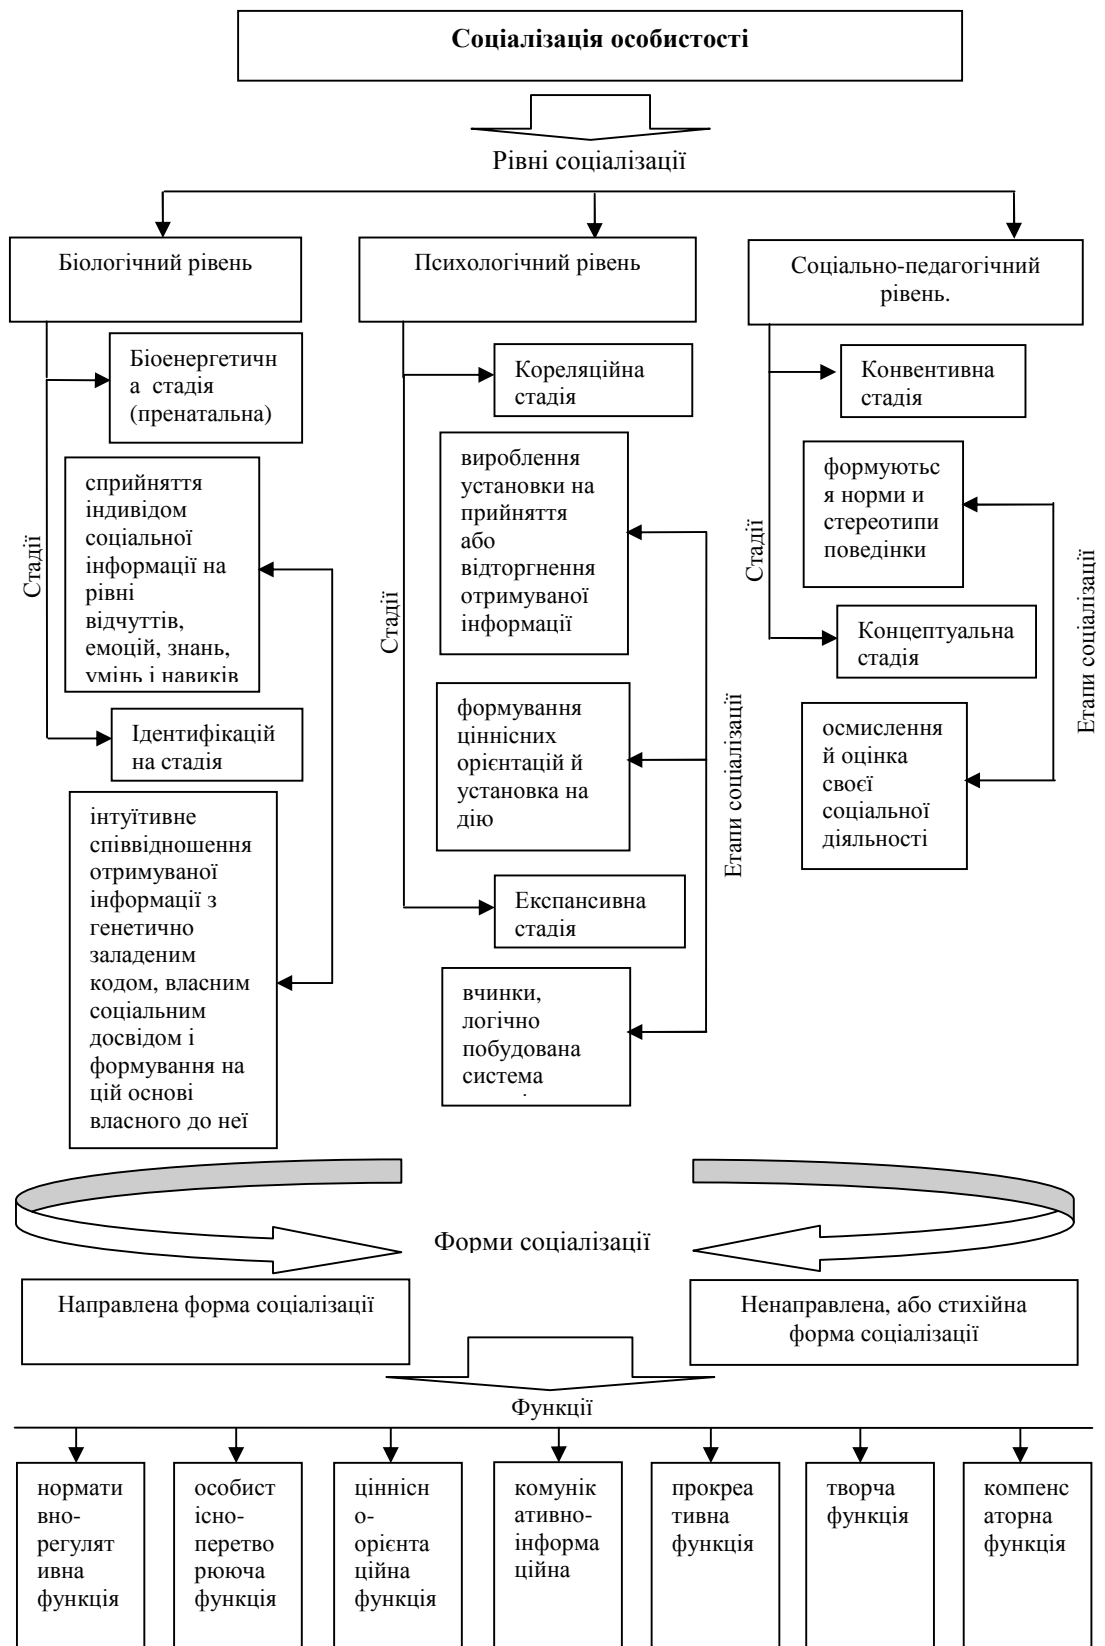 Соціалізація особистості
Рівні соціалізації
Біологічний рівень
Біоенергетичн
а стадія
(пренатальна)
сприйняття
індивідом
соціальної
інформації на
рівні
відчуттів,
емоцій, знань,
умінь і навиків
Ідентифікацій
на стадія
інтуїтивне
співвідношення
отримуваної
інформації з
генетично
заладеним
кодом, власним
соціальним
досвідом і
формування на
цій основі
власного до неї
Стадії
Психологічний рівень
Кореляційна
стадія
вироблення
установки на
прийняття
або
відторгнення
отримуваної
інформації
формування
ціннісних
орієнтацій й
установка на
дію
Експансивна
стадія
вчинки,
логічно
побудована
система
Стадії
Етапи соціалізації
Соціально-педагогічний
рівень.
Конвентивна
стадія
формуютьс
я норми и
стереотипи
поведінки
Концептуальна
стадія
осмислення
й оцінка
своєї
соціальної
діяльності
Стадії
Етапи соціалізації
Форми соціалізації
Направлена форма соціалізації
Ненаправлена, або стихійна
форма соціалізації
Функції
нормати
вно-
регулят
ивна
функція
особист
існо-
перетво
рююча
функція
ціннісн
о-
орієнта
ційна
функція
комунік
ативно-
інформа
ційна
прокреа
тивна
функція
творча
функція
компенс
аторна
функція